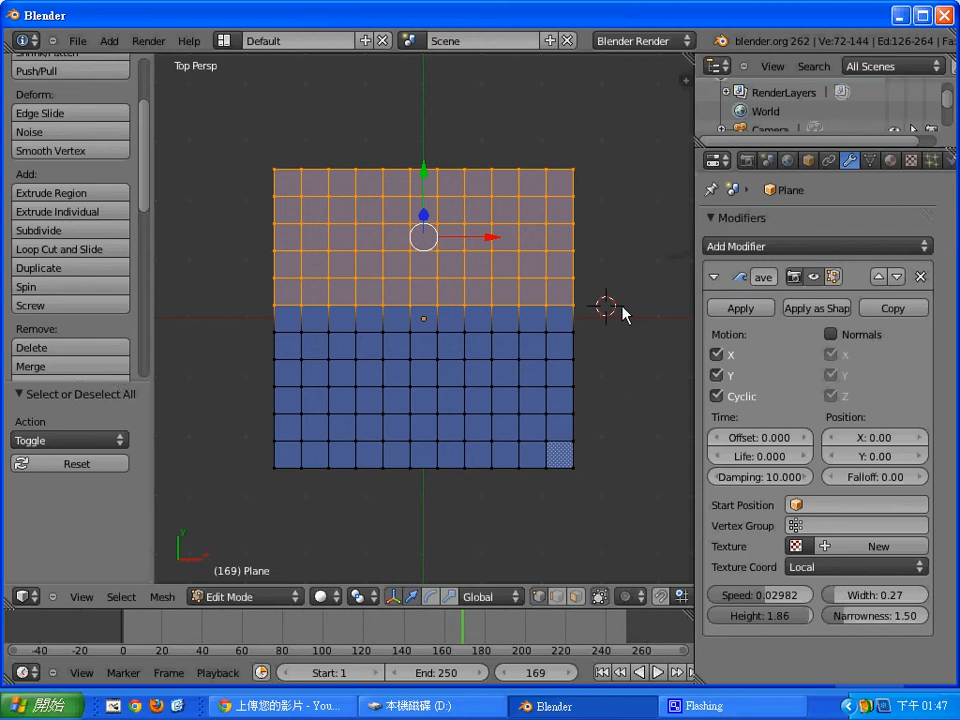 Blender
File Add Render Help Default Scene Blender Render blender.org 262 | Ve:72-144 | Ed:126-264 | Fa:
Push/Pull
Deform:
Edge Slide
Noise
Smooth Vertex
Add:
Extrude Region
Extrude Individual
Subdivide
Loop Cut and Slide
Duplicate
Spin
Screw
Remove:
Delete
Merge
Select or Deselect All
Action
Toggle
Reset
Top Persp
y
(169) Plane
View Select Mesh Edit Mode Global
-40 -20 0 20 40 60 80 100 120 140 160 180 200 220 240 260
View Marker Frame Playback Start: 1 End: 250 169
View Search All Scenes
RenderLayers
World
Camera
Plane
Modifiers
Add Modifier
ave
Apply Apply as Shap Copy
Motion: Normals
X X
Y Y
Cyclic Z
Time: Position:
Offset: 0.000 X: 0.00
Life: 0.000 Y: 0.00
Damping: 10.000 Falloff: 0.00
Start Position
Vertex Group
Texture New
Texture Coord Local
Speed: 0.02982 Width: 0.27
Height: 1.86 Narrowness: 1.50
開始 上傳您的影片 - You... 本機磁碟 (D:) Blender Flashing 下午 01:47